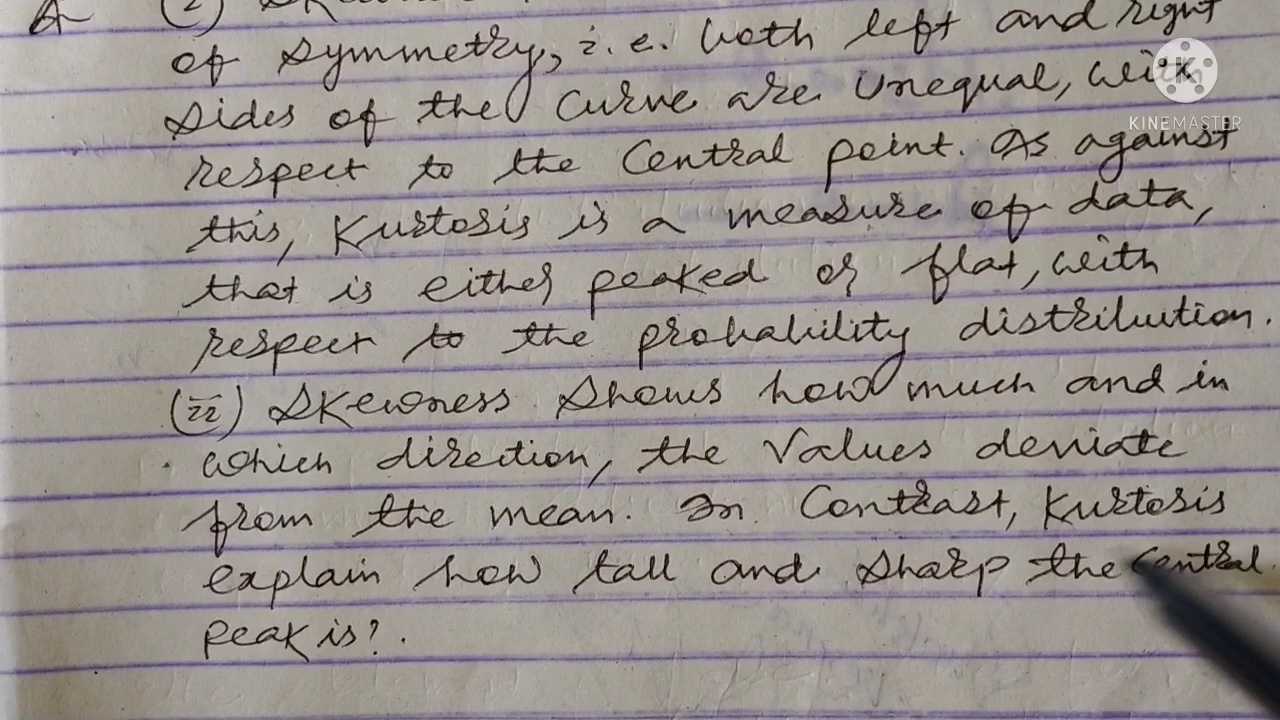 (i) Skewness
of symmetry, i.e. both left and right
sides of the curve are unequal, with
respect to the Central point. As against
this, Kurtosis is a measure of data,
that is either peaked or flat, with
respect to the probability distribution.
(ii) Skewness shows how much and in
which direction, the values deviate
from the mean. In Contrast, Kurtosis
explain how tall and sharp the central
peak is?.
K
KINEMASTER